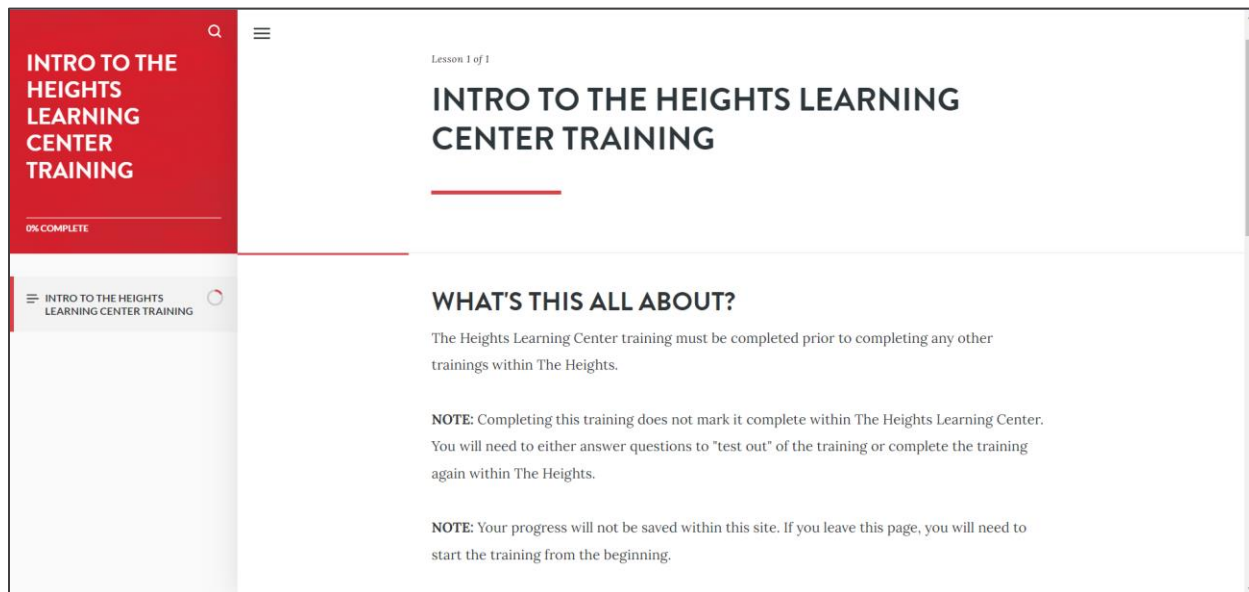 INTRO TO THE
HEIGHTS
LEARNING
CENTER
TRAINING
0% COMPLETE
INTRO TO THE HEIGHTS
LEARNING CENTER TRAINING
Lesson 1 of 1
INTRO TO THE HEIGHTS LEARNING
CENTER TRAINING
WHAT'S THIS ALL ABOUT?
The Heights Learning Center training must be completed prior to completing any other
trainings within The Heights.
NOTE: Completing this training does not mark it complete within The Heights Learning Center.
You will need to either answer questions to "test out" of the training or complete the training
again within The Heights.
NOTE: Your progress will not be saved within this site. If you leave this page, you will need to
start the training from the beginning.